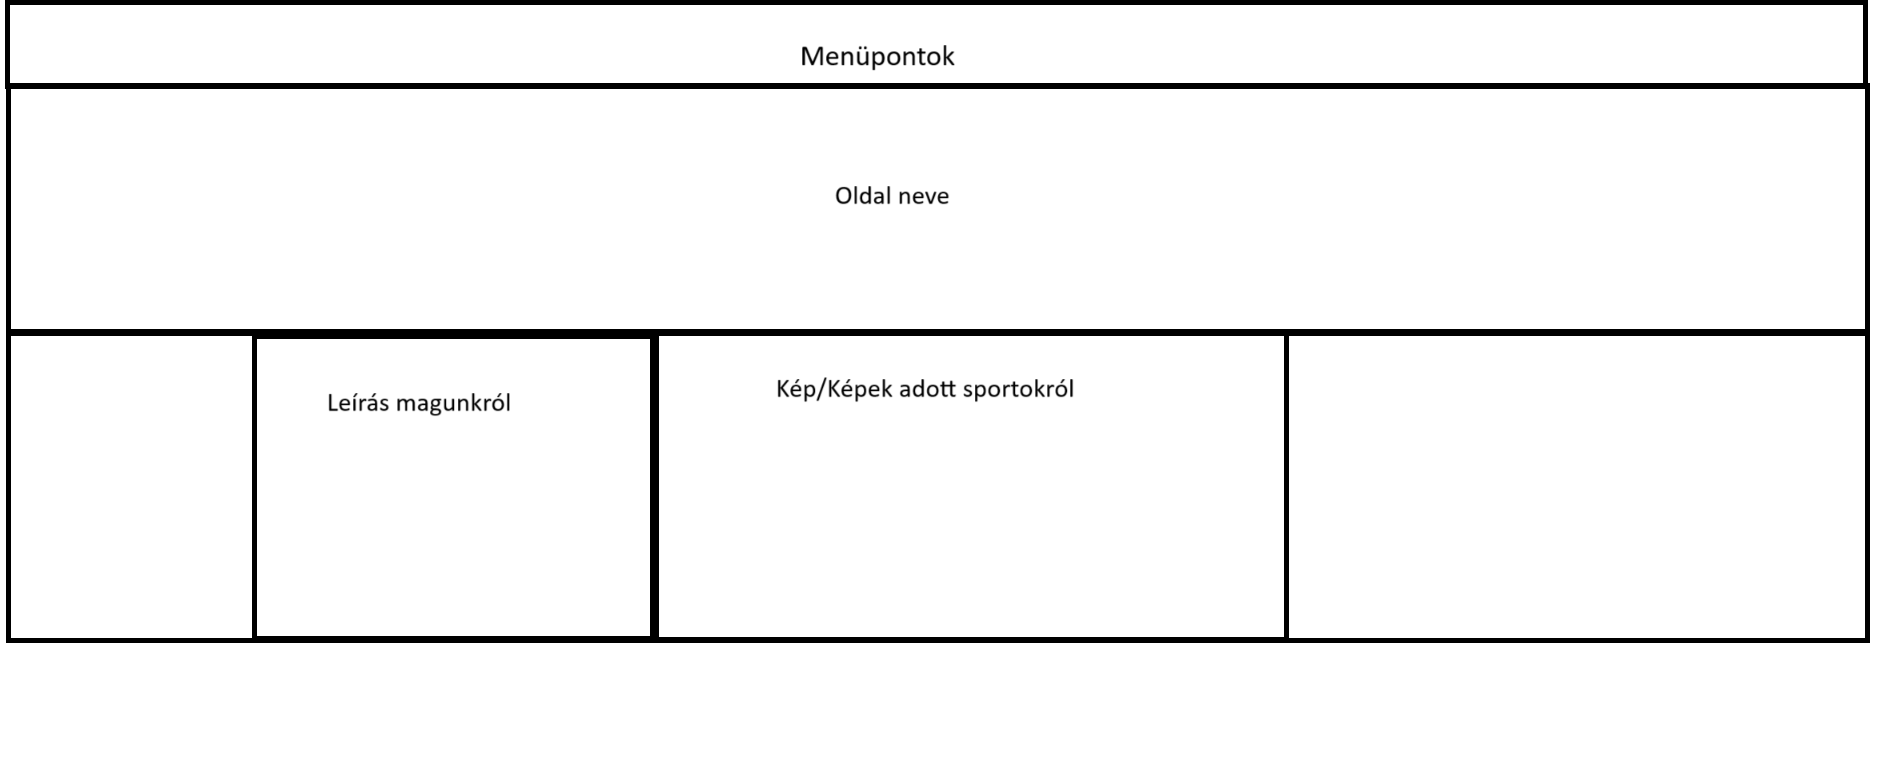 Menüpontok
Oldal neve
Leírás magunkról
Kép/Képek adott sportokról